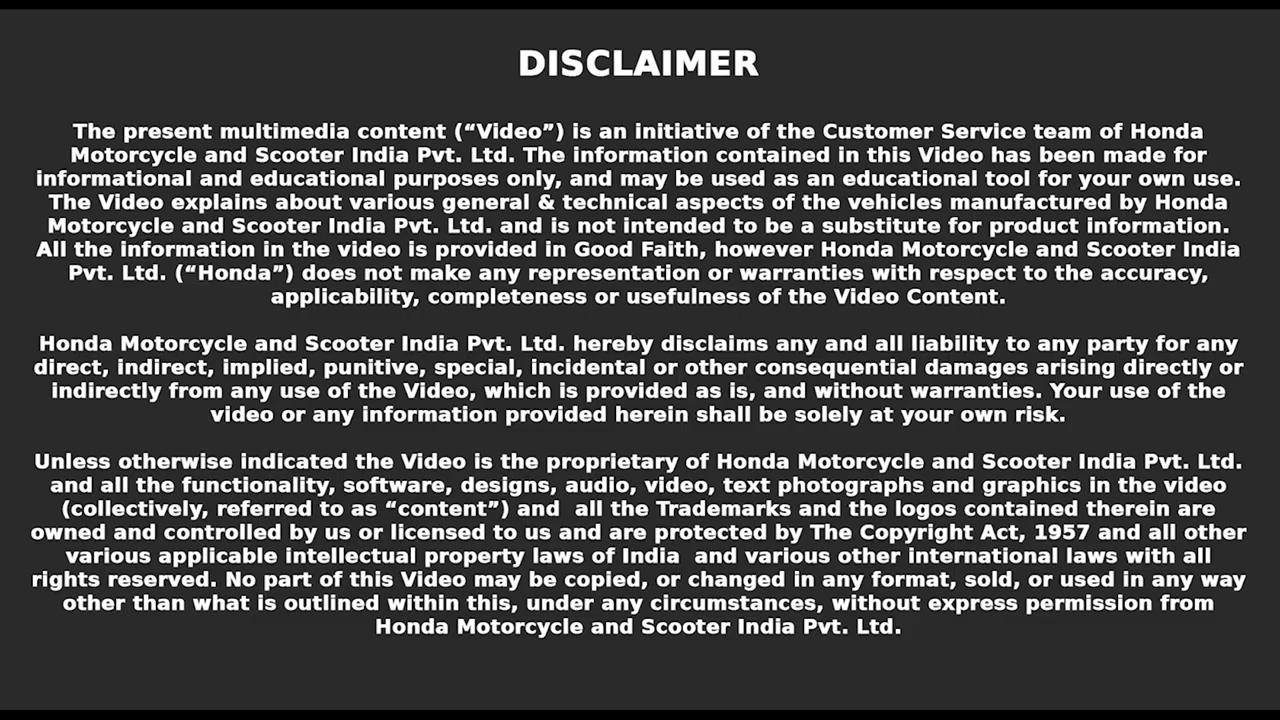 DISCLAIMER
The present multimedia content (“Video”) is an initiative of the Customer Service team of Honda
Motorcycle and Scooter India Pvt. Ltd. The information contained in this Video has been made for
informational and educational purposes only, and may be used as an educational tool for your own use.
The Video explains about various general & technical aspects of the vehicles manufactured by Honda
Motorcycle and Scooter India Pvt. Ltd. and is not intended to be a substitute for product information.
All the information in the video is provided in Good Faith, however Honda Motorcycle and Scooter India
Pvt. Ltd. (“Honda”) does not make any representation or warranties with respect to the accuracy,
applicability, completeness or usefulness of the Video Content.
Honda Motorcycle and Scooter India Pvt. Ltd. hereby disclaims any and all liability to any party for any
direct, indirect, implied, punitive, special, incidental or other consequential damages arising directly or
indirectly from any use of the Video, which is provided as is, and without warranties. Your use of the
video or any information provided herein shall be solely at your own risk.
Unless otherwise indicated the Video is the proprietary of Honda Motorcycle and Scooter India Pvt. Ltd.
and all the functionality, software, designs, audio, video, text photographs and graphics in the video
(collectively, referred to as “content”) and  all the Trademarks and the logos contained therein are
owned and controlled by us or licensed to us and are protected by The Copyright Act, 1957 and all other
various applicable intellectual property laws of India  and various other international laws with all
rights reserved. No part of this Video may be copied, or changed in any format, sold, or used in any way
other than what is outlined within this, under any circumstances, without express permission from
Honda Motorcycle and Scooter India Pvt. Ltd.